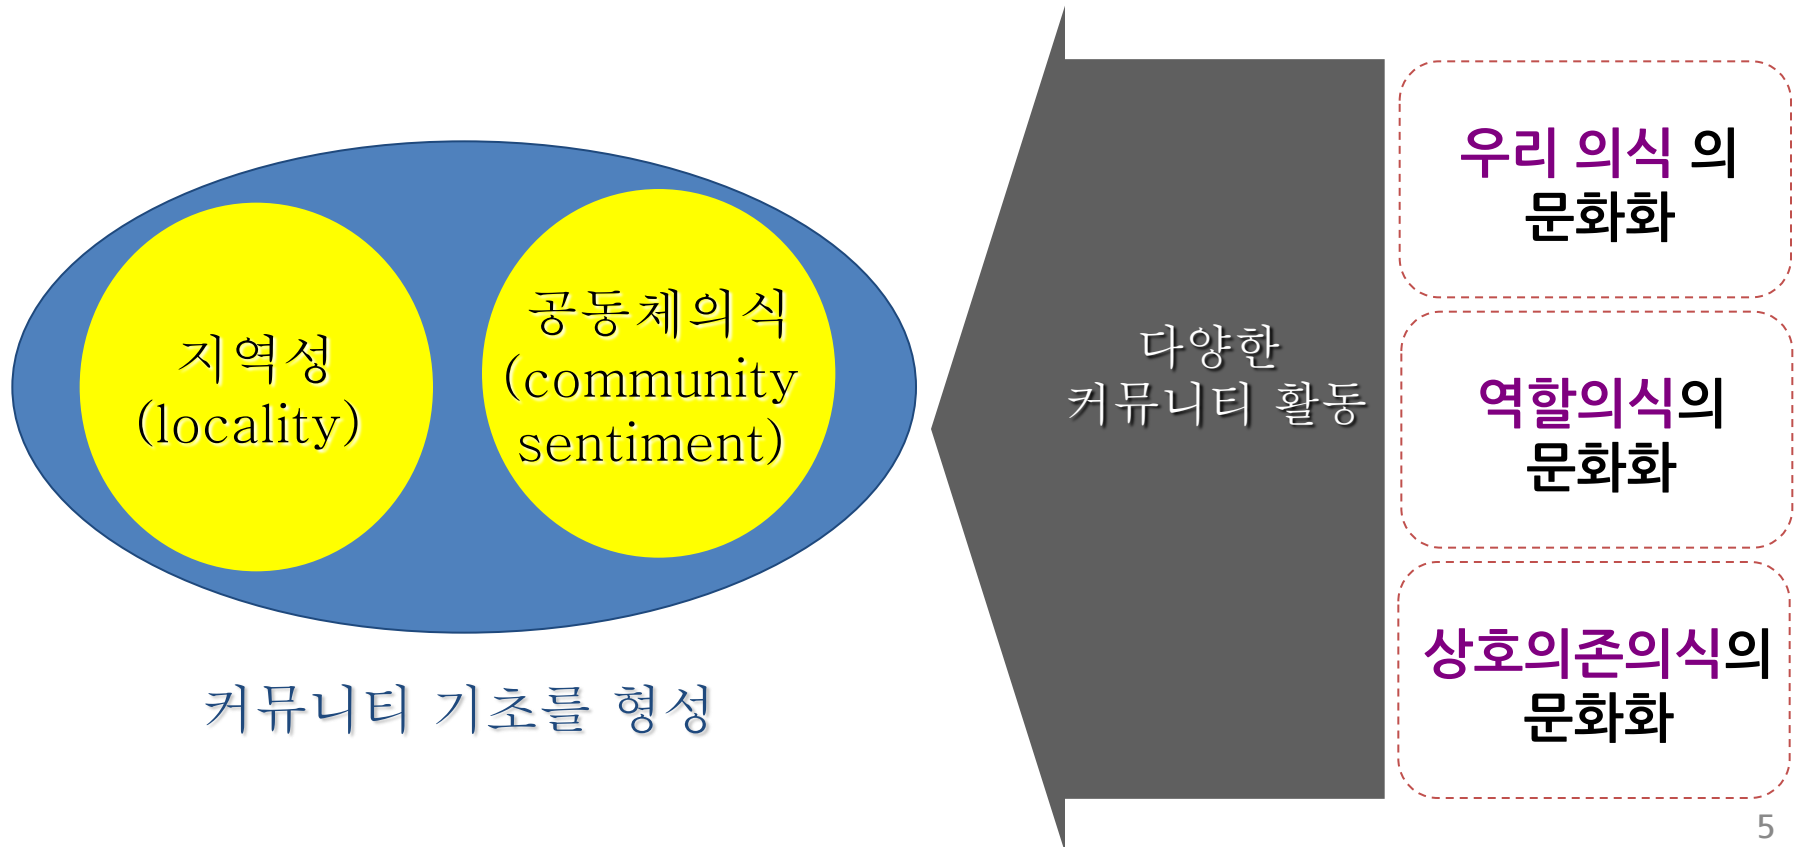 지역성
(locality)
공동체의식
(community
sentiment)
커뮤니티 기초를 형성
다양한
커뮤니티 활동
우리 의식 의
문화화
역할의식의
문화화
상호의존의식의
문화화
5